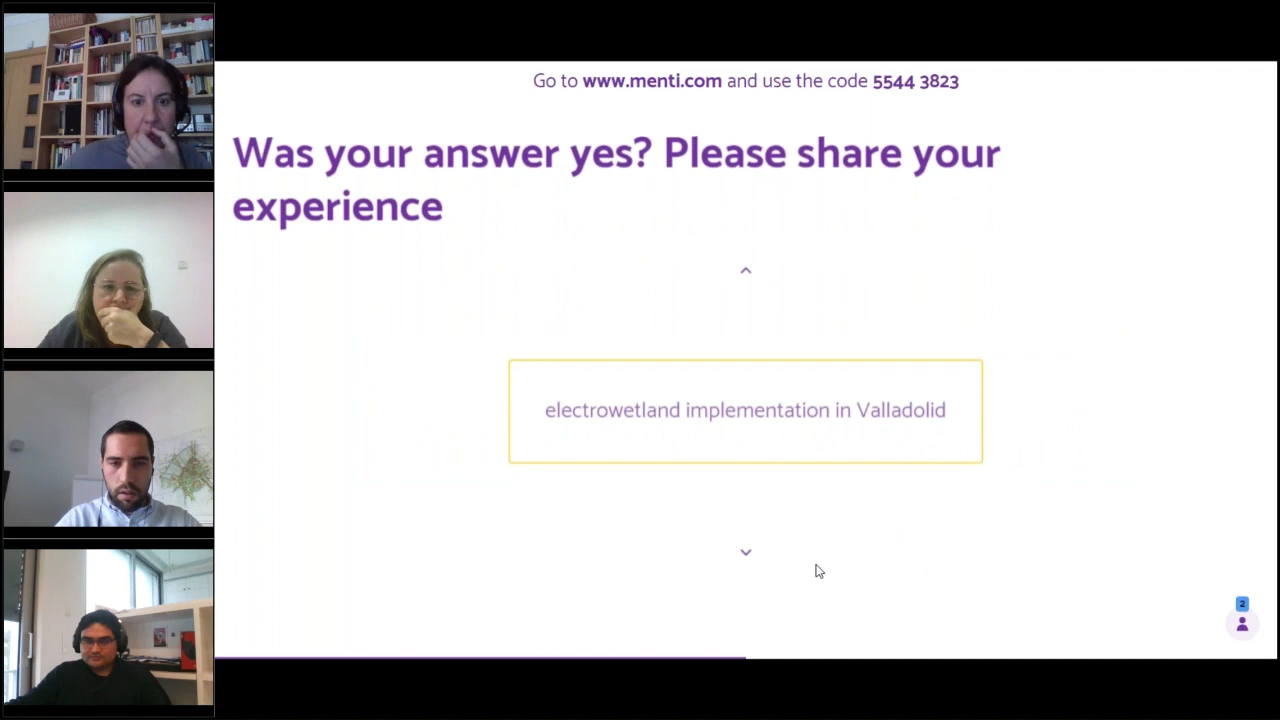 Go to www.menti.com and use the code 5544 3823
Was your answer yes? Please share your
experience
electrowetland implementation in Valladolid
2